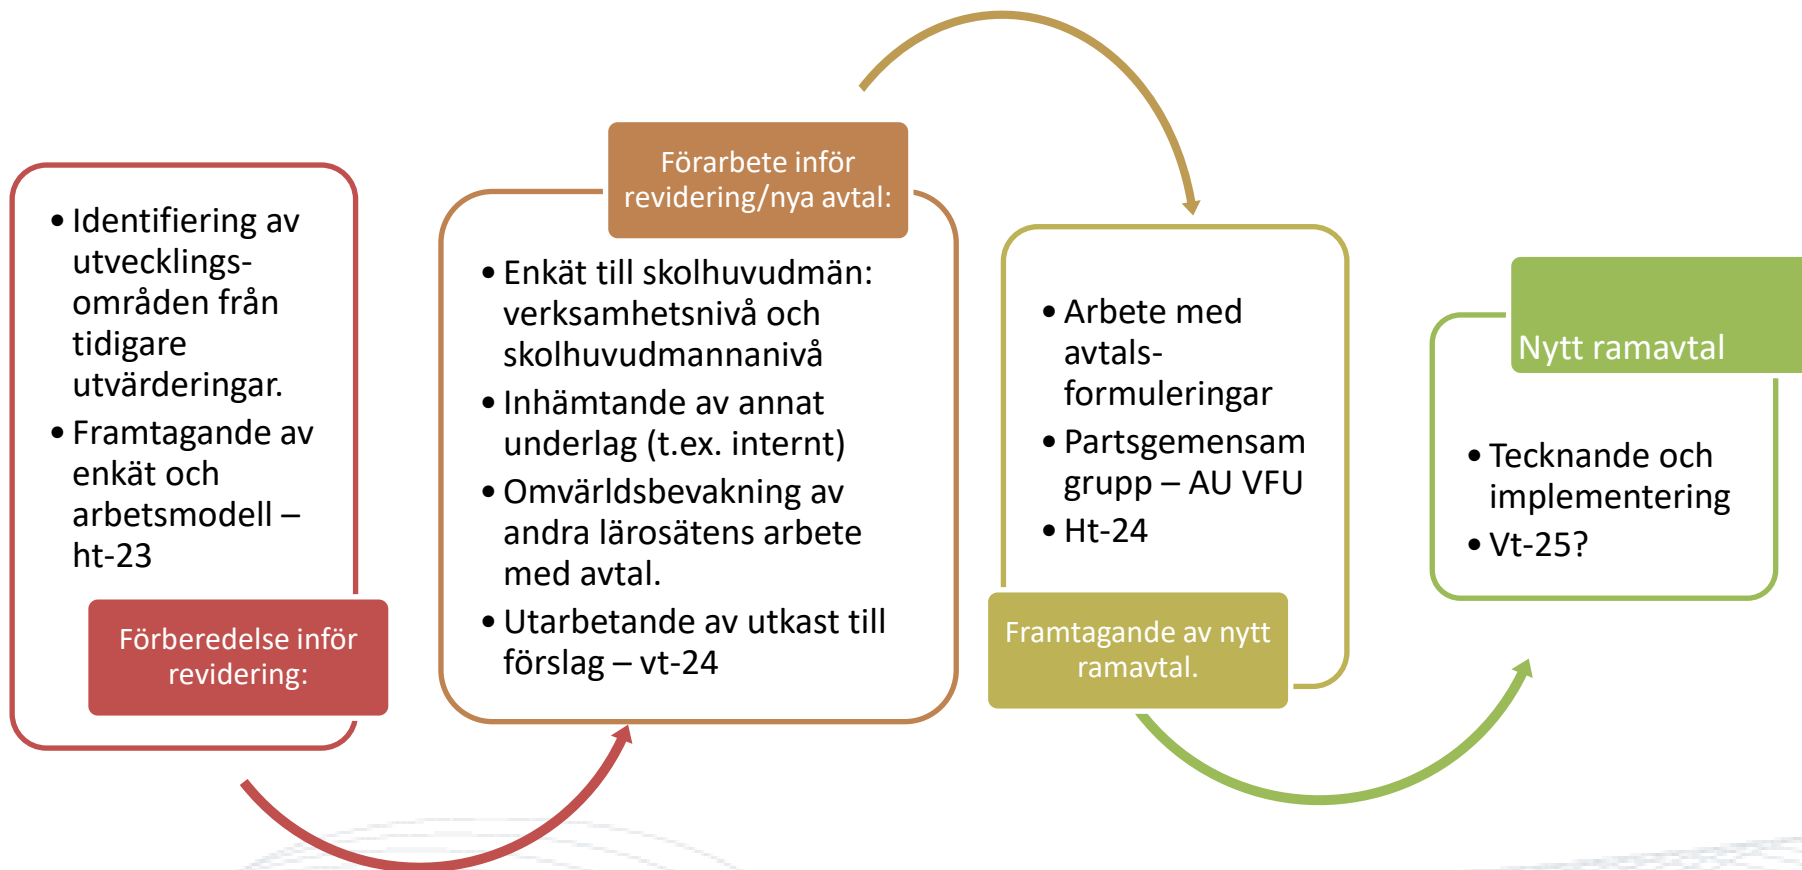 • Identifiering av
utvecklings-
områden från
tidigare
utvärderingar.
• Framtagande av
enkät och
arbetsmodell –
ht-23
Förberedelse inför
revidering:
Förarbete inför
revidering/nya avtal:
• Enkät till skolhuvudmän:
verksamhetsnivå och
skolhuvudmannanivå
• Inhämtande av annat
underlag (t.ex. internt)
• Omvärldsbevakning av
andra lärosätens arbete
med avtal.
• Utarbetande av utkast till
förslag – vt-24
• Arbete med
avtals-
formuleringar
• Partsgemensam
grupp – AU VFU
• Ht-24
Framtagande av nytt
ramavtal.
Nytt ramavtal
• Tecknande och
implementering
• Vt-25?